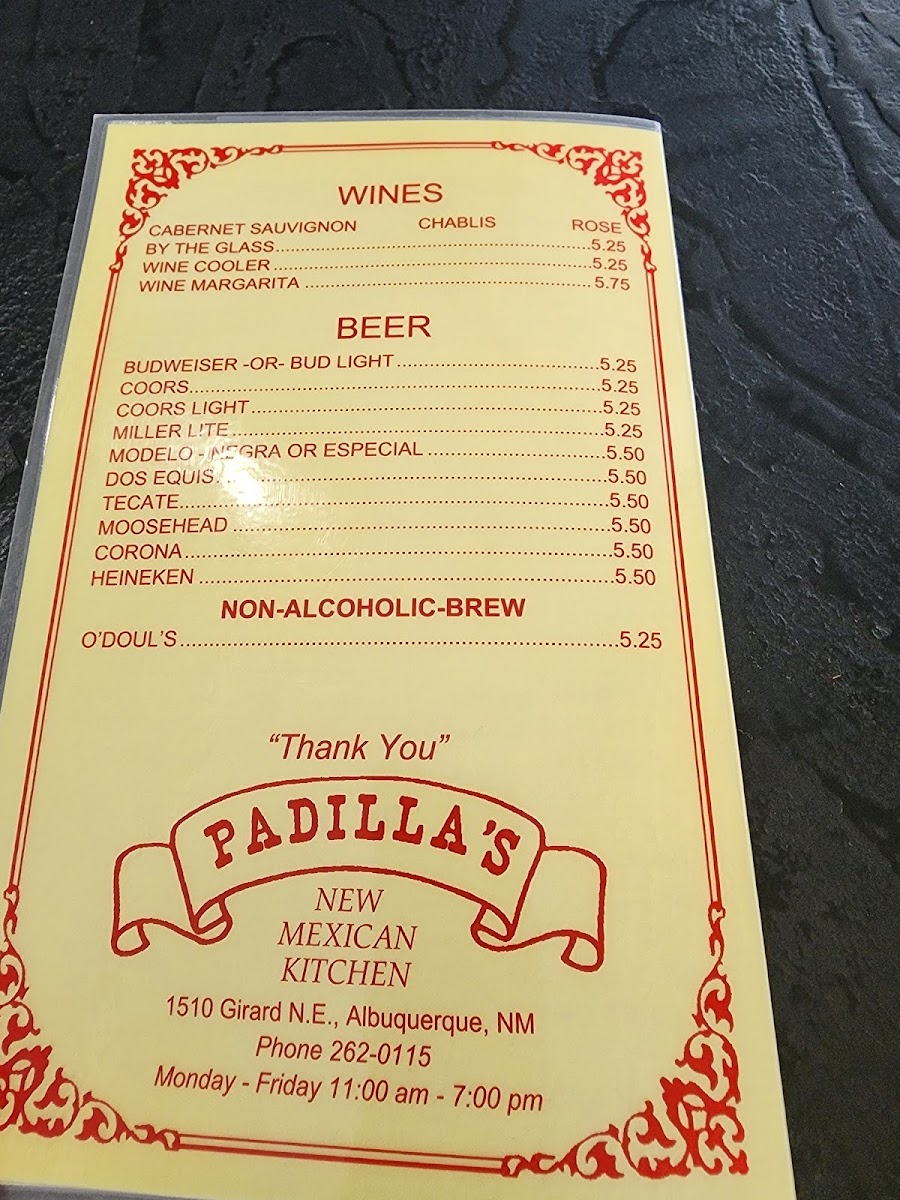 WINES
CABERNET SAUVIGNON CHABLIS ROSE
BY THE GLASS....................................................5.25
WINE COOLER....................................................5.25
WINE MARGARITA..............................................5.75
BEER
BUDWEISER -OR- BUD LIGHT..................................5.25
COORS.....................................................................5.25
COORS LIGHT...........................................................5.25
MILLER LITE..............................................................5.25
MODELO - NEGRA OR ESPECIAL..............................5.50
DOS EQUIS................................................................5.50
TECATE......................................................................5.50
MOOSEHEAD.............................................................5.50
CORONA....................................................................5.50
HEINEKEN..................................................................5.50
NON-ALCOHOLIC-BREW
O'DOUL'S...................................................................5.25
“Thank You”
PADILLA'S
NEW
MEXICAN
KITCHEN
1510 Girard N.E., Albuquerque, NM
Phone 262-0115
Monday - Friday 11:00 am - 7:00 pm